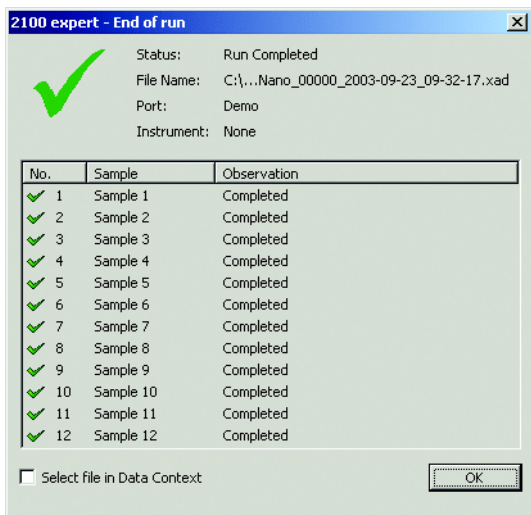 2100 expert - End of run
Status: Run Completed
File Name: C:\...Nano_00000_2003-09-23_09-32-17.xad
Port: Demo
Instrument: None
No. Sample Observation
1 Sample 1 Completed
2 Sample 2 Completed
3 Sample 3 Completed
4 Sample 4 Completed
5 Sample 5 Completed
6 Sample 6 Completed
7 Sample 7 Completed
8 Sample 8 Completed
9 Sample 9 Completed
10 Sample 10 Completed
11 Sample 11 Completed
12 Sample 12 Completed
Select file in Data Context OK